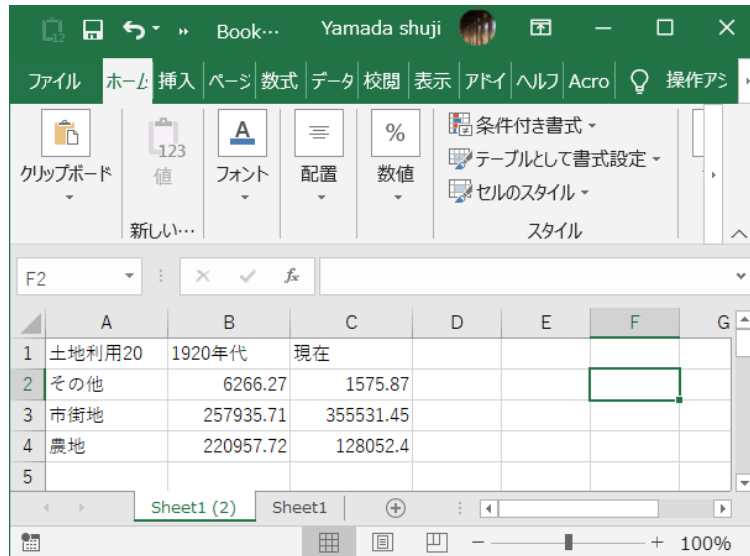 Book… Yamada shuji
ファイル ホーム 挿入 ページ 数式 データ 校閲 表示 アドイ ヘルプ Acro 操作アシ
クリップボード
123
値
新しい…
A
フォント
配置
%
数値
条件付き書式
テーブルとして書式設定
セルのスタイル
スタイル
F2 fx
A B C D E F G
1 土地利用20 1920年代 現在
2 その他 6266.27 1575.87
3 市街地 257935.71 355531.45
4 農地 220957.72 128052.4
5
Sheet1 (2) Sheet1
100%